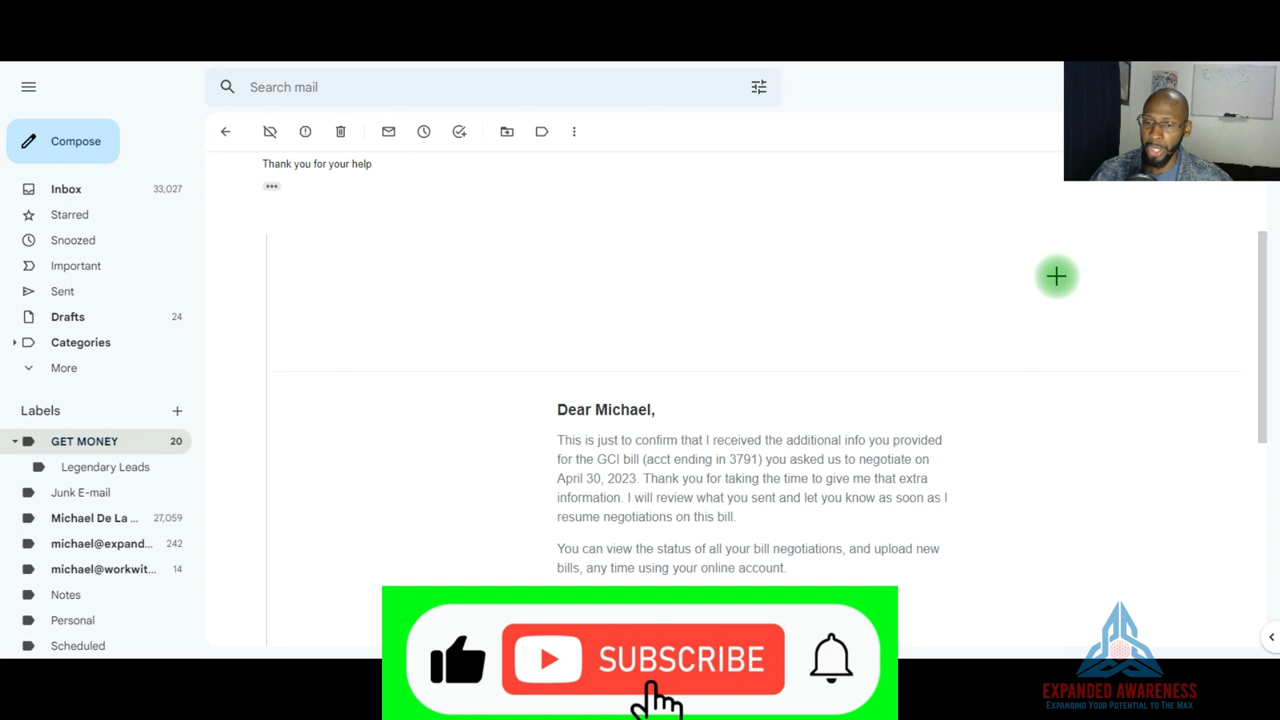 Search mail
Compose
Thank you for your help
Inbox 33,027
Starred
Snoozed
Important
Sent
Drafts 24
Categories
More
Labels
GET MONEY 20
Legendary Leads
Junk E-mail
Michael De La ... 27,059
michael@expand... 242
michael@workwit... 14
Notes
Personal
Scheduled
Dear Michael,
This is just to confirm that I received the additional info you provided
for the GCI bill (acct ending in 3791) you asked us to negotiate on
April 30, 2023. Thank you for taking the time to give me that extra
information. I will review what you sent and let you know as soon as I
resume negotiations on this bill.
You can view the status of all your bill negotiations, and upload new
bills, any time using your online account.
SUBSCRIBE
EXPANDED AWARENESS
EXPANDING YOUR POTENTIAL TO THE MAX